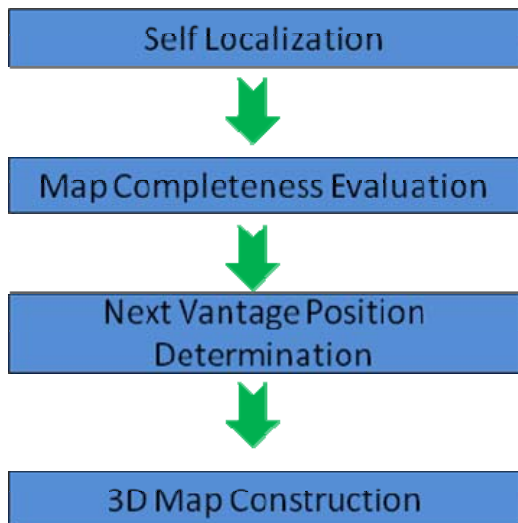 Self Localization
Map Completeness Evaluation
Next Vantage Position
Determination
3D Map Construction